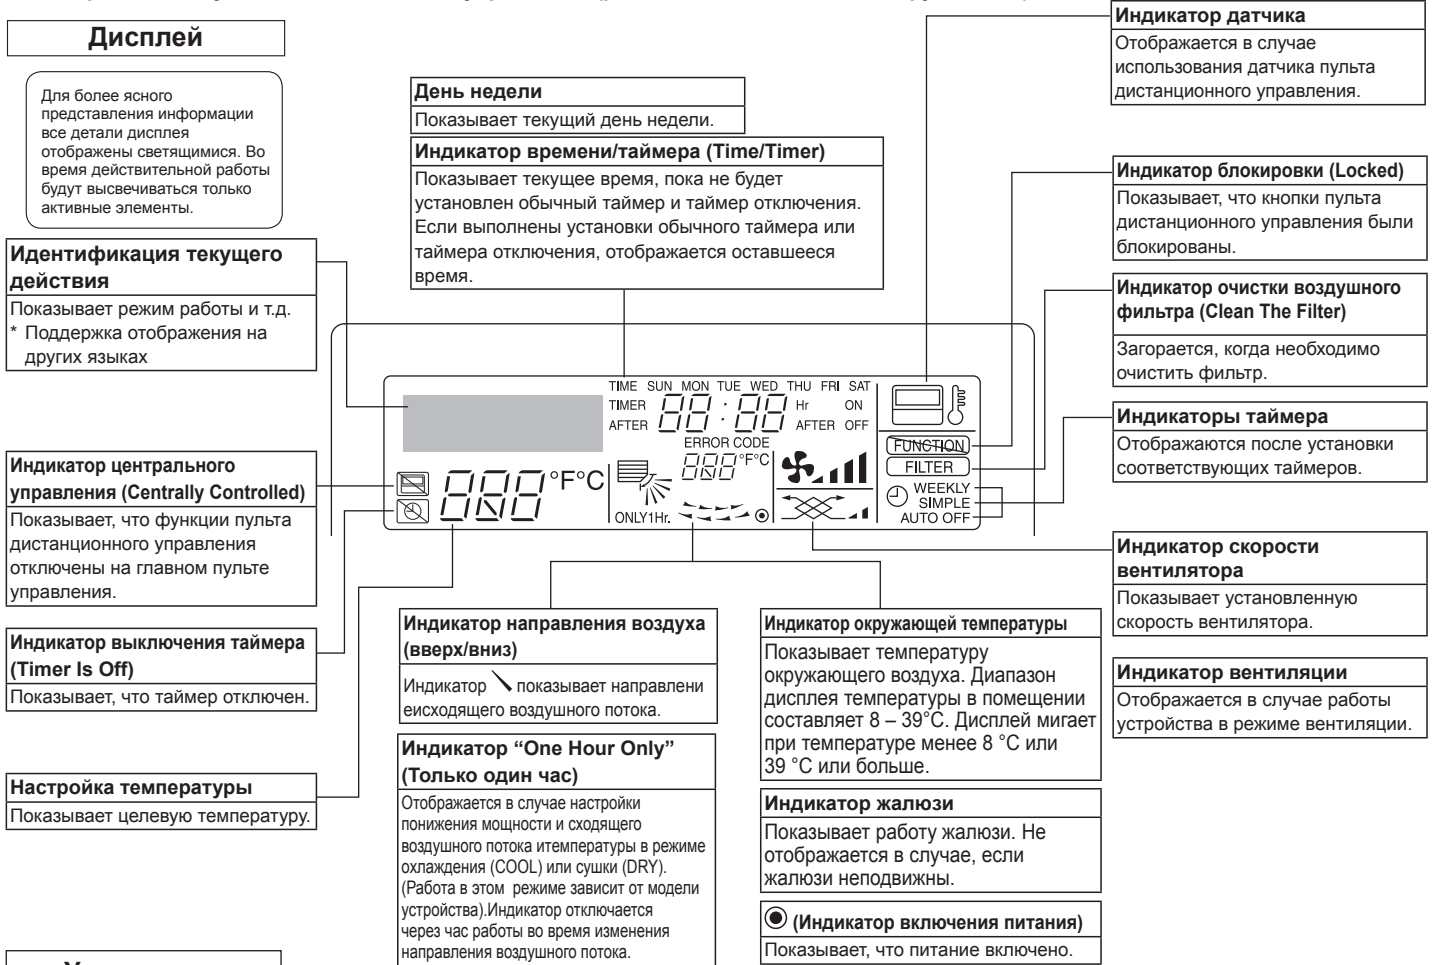 Дисплей
Для более ясного
представления информации
все детали дисплея
отображены светящимися. Во
время действительной работы
будут высвечиваться только
активные элементы.
Идентификация текущего
действия
Показывает режим работы и т.д.
* Поддержка отображения на
других языках
Индикатор центрального
управления (Centrally Controlled)
Показывает, что функции пульта
дистанционного управления
отключены на главном пульте
управления.
Индикатор выключения таймера
(Timer Is Off)
Показывает, что таймер отключен.
Настройка температуры
Показывает целевую температуру.
День недели
Показывает текущий день недели.
Индикатор времени/таймера (Time/Timer)
Показывает текущее время, пока не будет
установлен обычный таймер и таймер отключения.
Если выполнены установки обычного таймера или
таймера отключения, отображается оставшееся
время.
TIME SUN MON TUE WED THU FRI SAT
TIMER 88:88 Hr ON
AFTER AFTER OFF
ERROR CODE
888°F°C
888°F°C
ONLY1Hr.
FUNCTION
FILTER
WEEKLY
SIMPLE
AUTO OFF
Индикатор направления воздуха
(вверх/вниз)
Индикатор показывает направлени
еисходящего воздушного потока.
Индикатор “One Hour Only”
(Только один час)
Отображается в случае настройки
понижения мощности и сходящего
воздушного потока итемпературы в режиме
охлаждения (COOL) или сушки (DRY).
(Работа в этом режиме зависит от модели
устройства).Индикатор отключается
через час работы во время изменения
направления воздушного потока.
Индикатор окружающей температуры
Показывает температуру
окружающего воздуха. Диапазон
дисплея температуры в помещении
составляет 8 – 39°C. Дисплей мигает
при температуре менее 8 °C или
39 °C или больше.
Индикатор жалюзи
Показывает работу жалюзи. Не
отображается в случае, если
жалюзи неподвижны.
(Индикатор включения питания)
Показывает, что питание включено.
Индикатор датчика
Отображается в случае
использования датчика пульта
дистанционного управления.
Индикатор блокировки (Locked)
Показывает, что кнопки пульта
дистанционного управления были
блокированы.
Индикатор очистки воздушного
фильтра (Clean The Filter)
Загорается, когда необходимо
очистить фильтр.
Индикаторы таймера
Отображаются после установки
соответствующих таймеров.
Индикатор скорости
вентилятора
Показывает установленную
скорость вентилятора.
Индикатор вентиляции
Отображается в случае работы
устройства в режиме вентиляции.